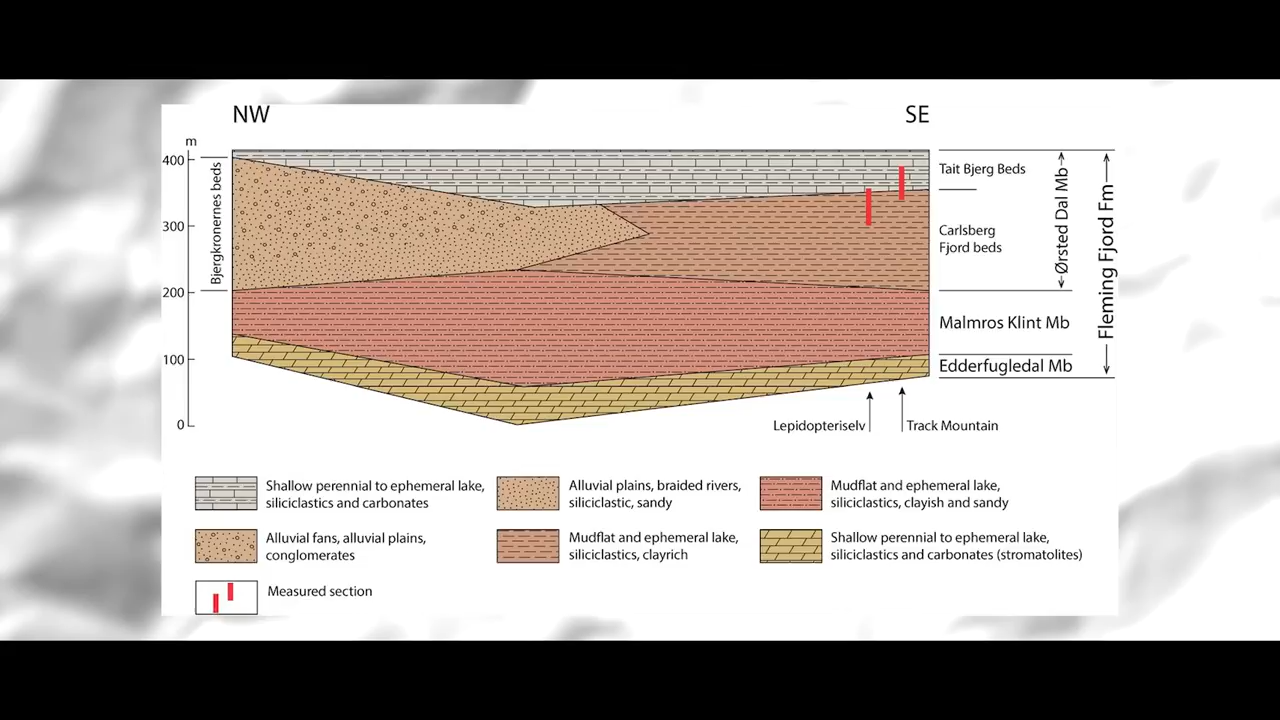 NW
SE
m
400
300
200
100
0
Bjergkronernes beds
Tait Bjerg Beds
Carlsberg
Fjord beds
Ørsted Dal Mb
Fleming Fjord Fm
Malmros Klint Mb
Edderfugledal Mb
Lepidopteriselv
Track Mountain
Shallow perennial to ephemeral lake,
siliciclastics and carbonates
Alluvial plains, braided rivers,
siliciclastic, sandy
Mudflat and ephemeral lake,
siliciclastics, clayish and sandy
Alluvial fans, alluvial plains,
conglomerates
Mudflat and ephemeral lake,
siliciclastics, clayrich
Shallow perennial to ephemeral lake,
siliciclastics and carbonates (stromatolites)
Measured section